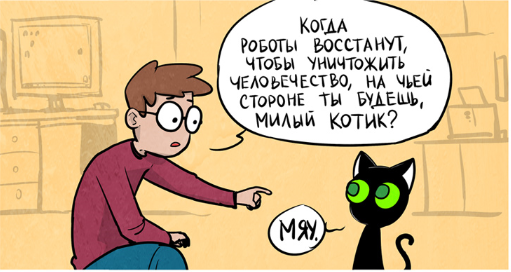 КОГДА
РОБОТЫ ВОССТАНУТ,
ЧТОБЫ УНИЧТОЖИТЬ
ЧЕЛОВЕЧЕСТВО, НА ЧЬЕЙ
СТОРОНЕ ТЫ БУДЕШЬ,
МИЛЫЙ КОТИК?
МЯУ.